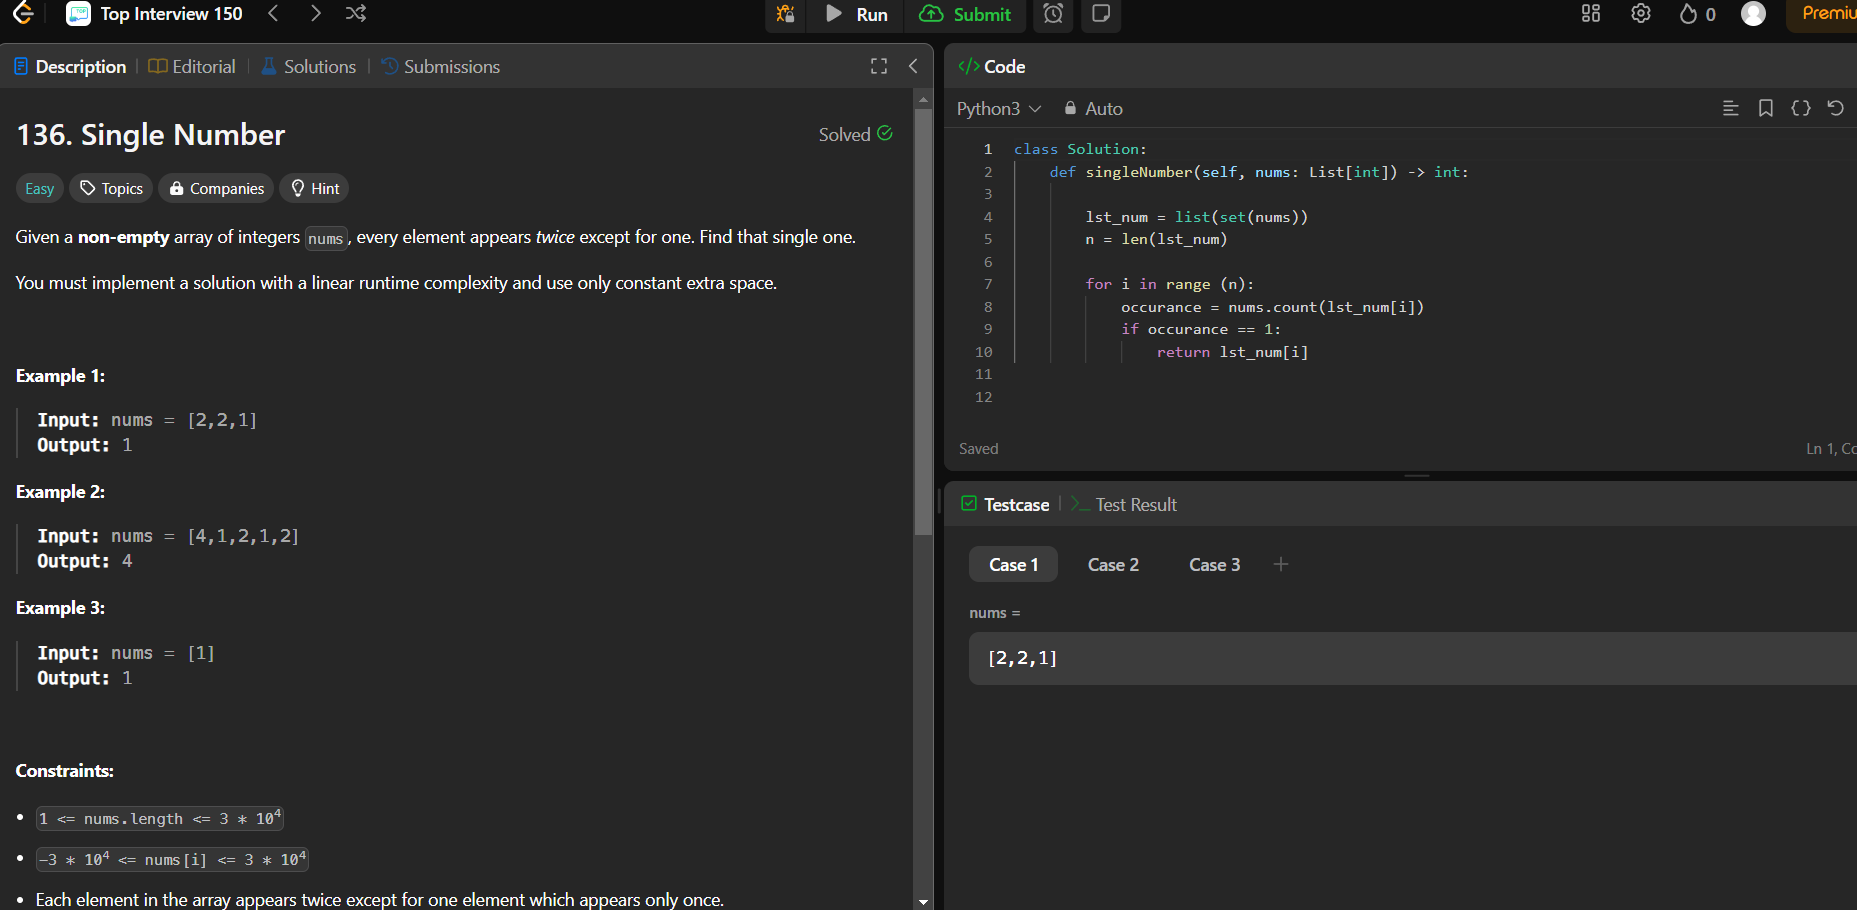 Top Interview 150
Run
Submit
0
Premiu
Description
Editorial
Solutions
Submissions
136. Single Number
Solved
Easy
Topics
Companies
Hint
Given a non-empty array of integers nums, every element appears twice except for one. Find that single one.
You must implement a solution with a linear runtime complexity and use only constant extra space.
Example 1:
Input: nums = [2,2,1]
Output: 1
Example 2:
Input: nums = [4,1,2,1,2]
Output: 4
Example 3:
Input: nums = [1]
Output: 1
Constraints:
1 <= nums.length <= 3 * 10⁴
-3 * 10⁴ <= nums[i] <= 3 * 10⁴
Each element in the array appears twice except for one element which appears only once.
</> Code
Python3
Auto
1 class Solution:
2     def singleNumber(self, nums: List[int]) -> int:
3
4         lst_num = list(set(nums))
5         n = len(lst_num)
6
7         for i in range (n):
8             occurance = nums.count(lst_num[i])
9             if occurance == 1:
10                 return lst_num[i]
11
12
Saved
Ln 1, Co
Testcase
>_ Test Result
Case 1
Case 2
Case 3
+
nums =
[2,2,1]